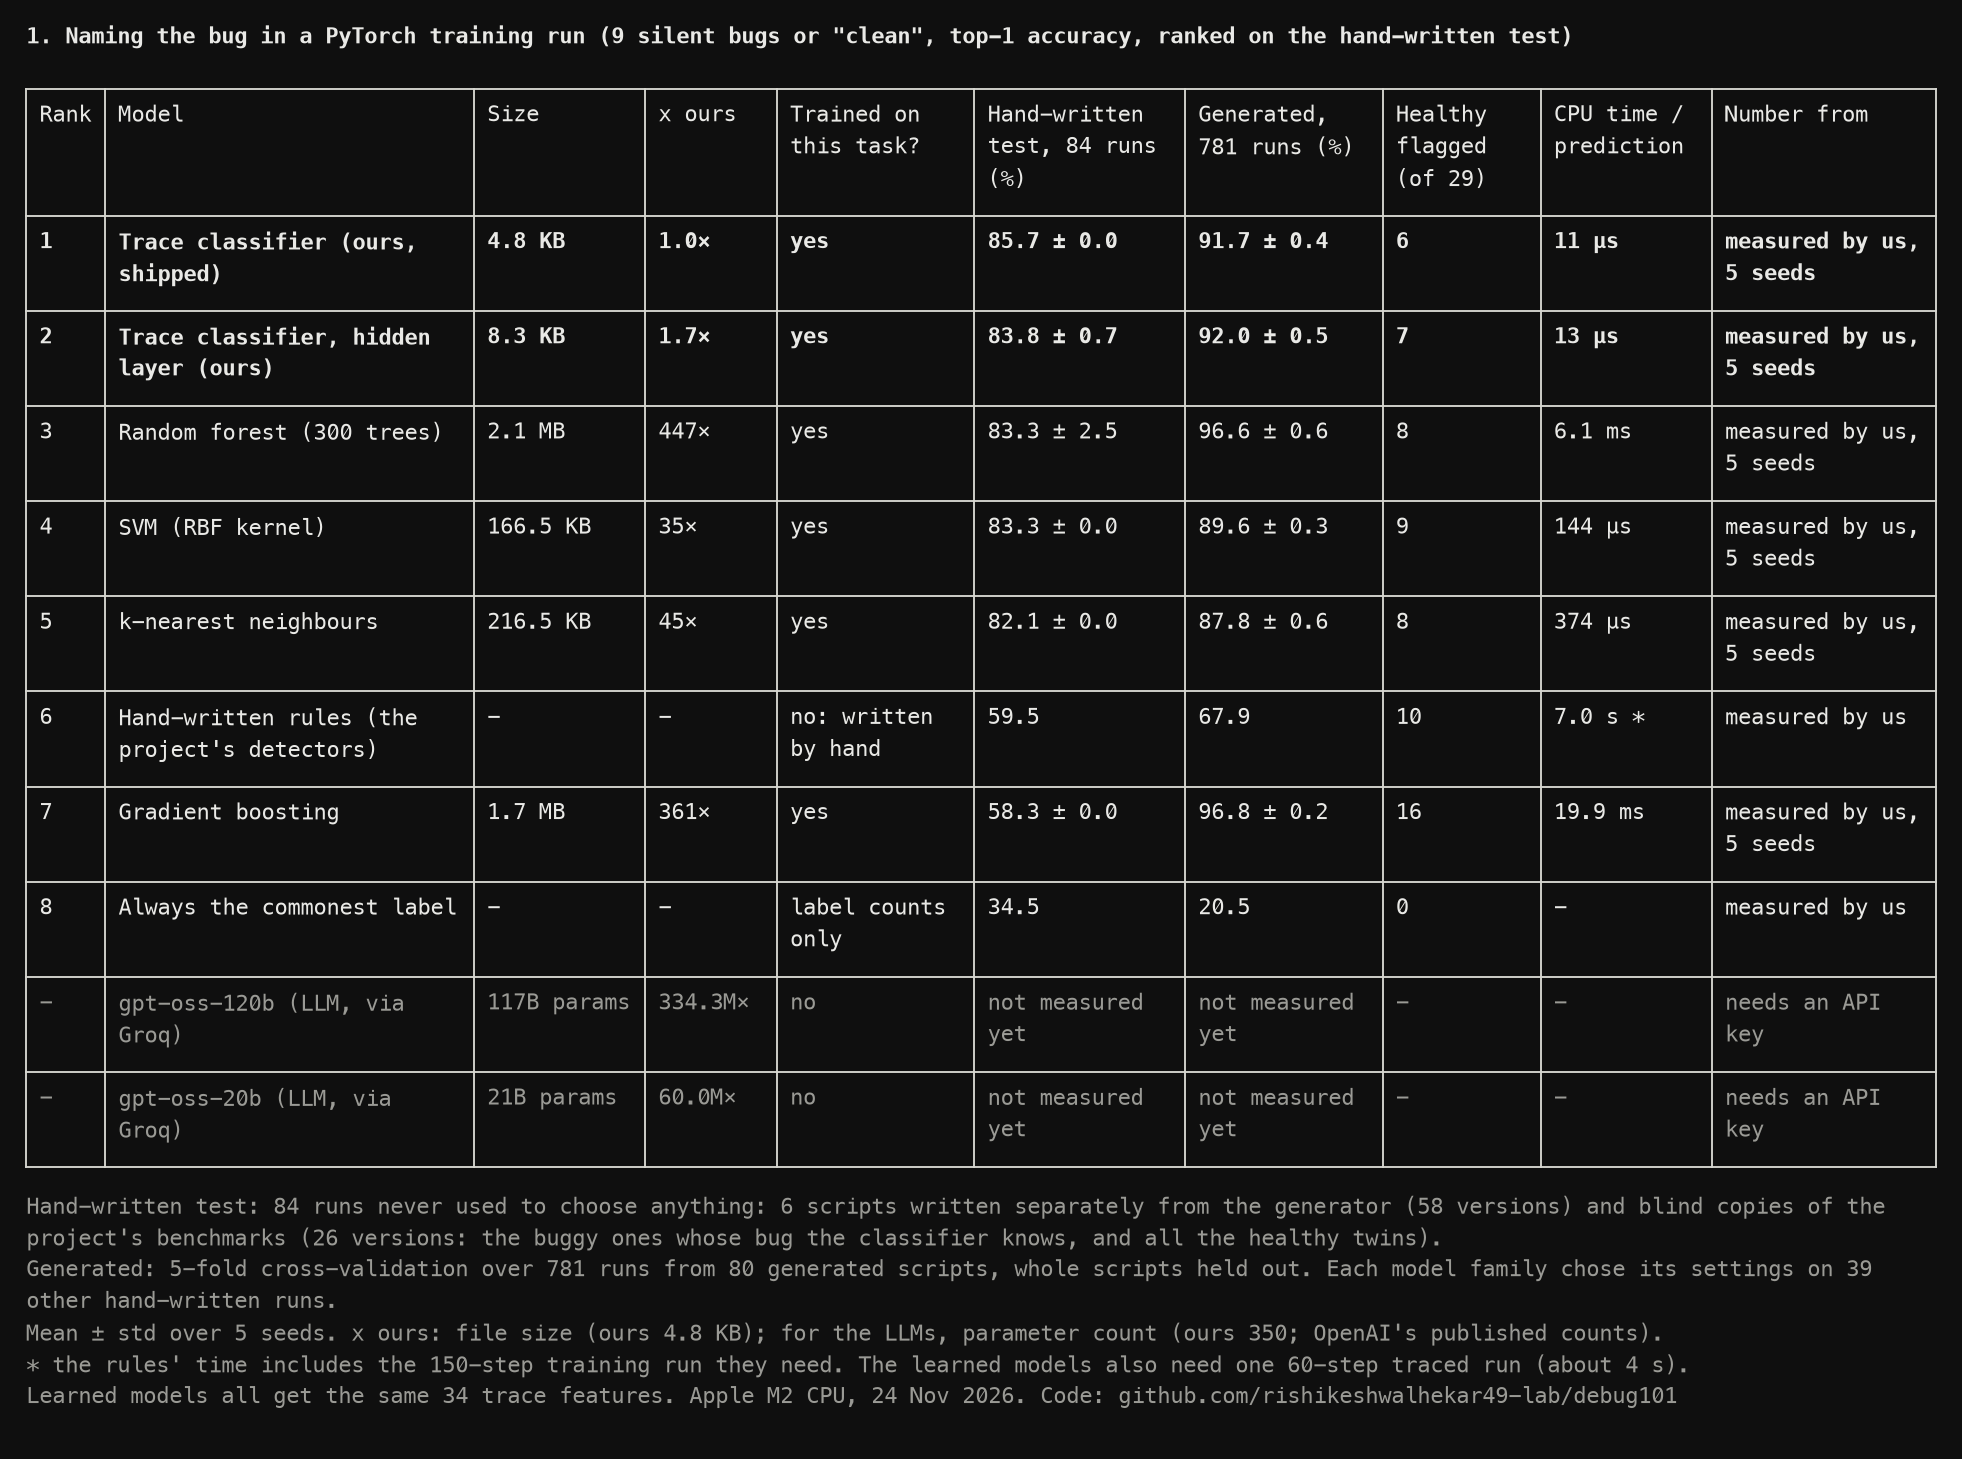 1. Naming the bug in a PyTorch training run (9 silent bugs or "clean", top-1 accuracy, ranked on the hand-written test)
Rank Model Size x ours Trained on this task? Hand-written test, 84 runs (%) Generated, 781 runs (%) Healthy flagged (of 29) CPU time / prediction Number from
1 Trace classifier (ours, shipped) 4.8 KB 1.0× yes 85.7 ± 0.0 91.7 ± 0.4 6 11 µs measured by us, 5 seeds
2 Trace classifier, hidden layer (ours) 8.3 KB 1.7× yes 83.8 ± 0.7 92.0 ± 0.5 7 13 µs measured by us, 5 seeds
3 Random forest (300 trees) 2.1 MB 447× yes 83.3 ± 2.5 96.6 ± 0.6 8 6.1 ms measured by us, 5 seeds
4 SVM (RBF kernel) 166.5 KB 35× yes 83.3 ± 0.0 89.6 ± 0.3 9 144 µs measured by us, 5 seeds
5 k-nearest neighbours 216.5 KB 45× yes 82.1 ± 0.0 87.8 ± 0.6 8 374 µs measured by us, 5 seeds
6 Hand-written rules (the project's detectors) – – no: written by hand 59.5 67.9 10 7.0 s * measured by us
7 Gradient boosting 1.7 MB 361× yes 58.3 ± 0.0 96.8 ± 0.2 16 19.9 ms measured by us, 5 seeds
8 Always the commonest label – – label counts only 34.5 20.5 0 – measured by us
– gpt-oss-120b (LLM, via Groq) 117B params 334.3M× no not measured yet not measured yet – – needs an API key
– gpt-oss-20b (LLM, via Groq) 21B params 60.0M× no not measured yet not measured yet – – needs an API key
Hand-written test: 84 runs never used to choose anything: 6 scripts written separately from the generator (58 versions) and blind copies of the
project's benchmarks (26 versions: the buggy ones whose bug the classifier knows, and all the healthy twins).
Generated: 5-fold cross-validation over 781 runs from 80 generated scripts, whole scripts held out. Each model family chose its settings on 39
other hand-written runs.
Mean ± std over 5 seeds. x ours: file size (ours 4.8 KB); for the LLMs, parameter count (ours 350; OpenAI's published counts).
* the rules' time includes the 150-step training run they need. The learned models also need one 60-step traced run (about 4 s).
Learned models all get the same 34 trace features. Apple M2 CPU, 24 Nov 2026. Code: github.com/rishikeshwalhekar49-lab/debug101